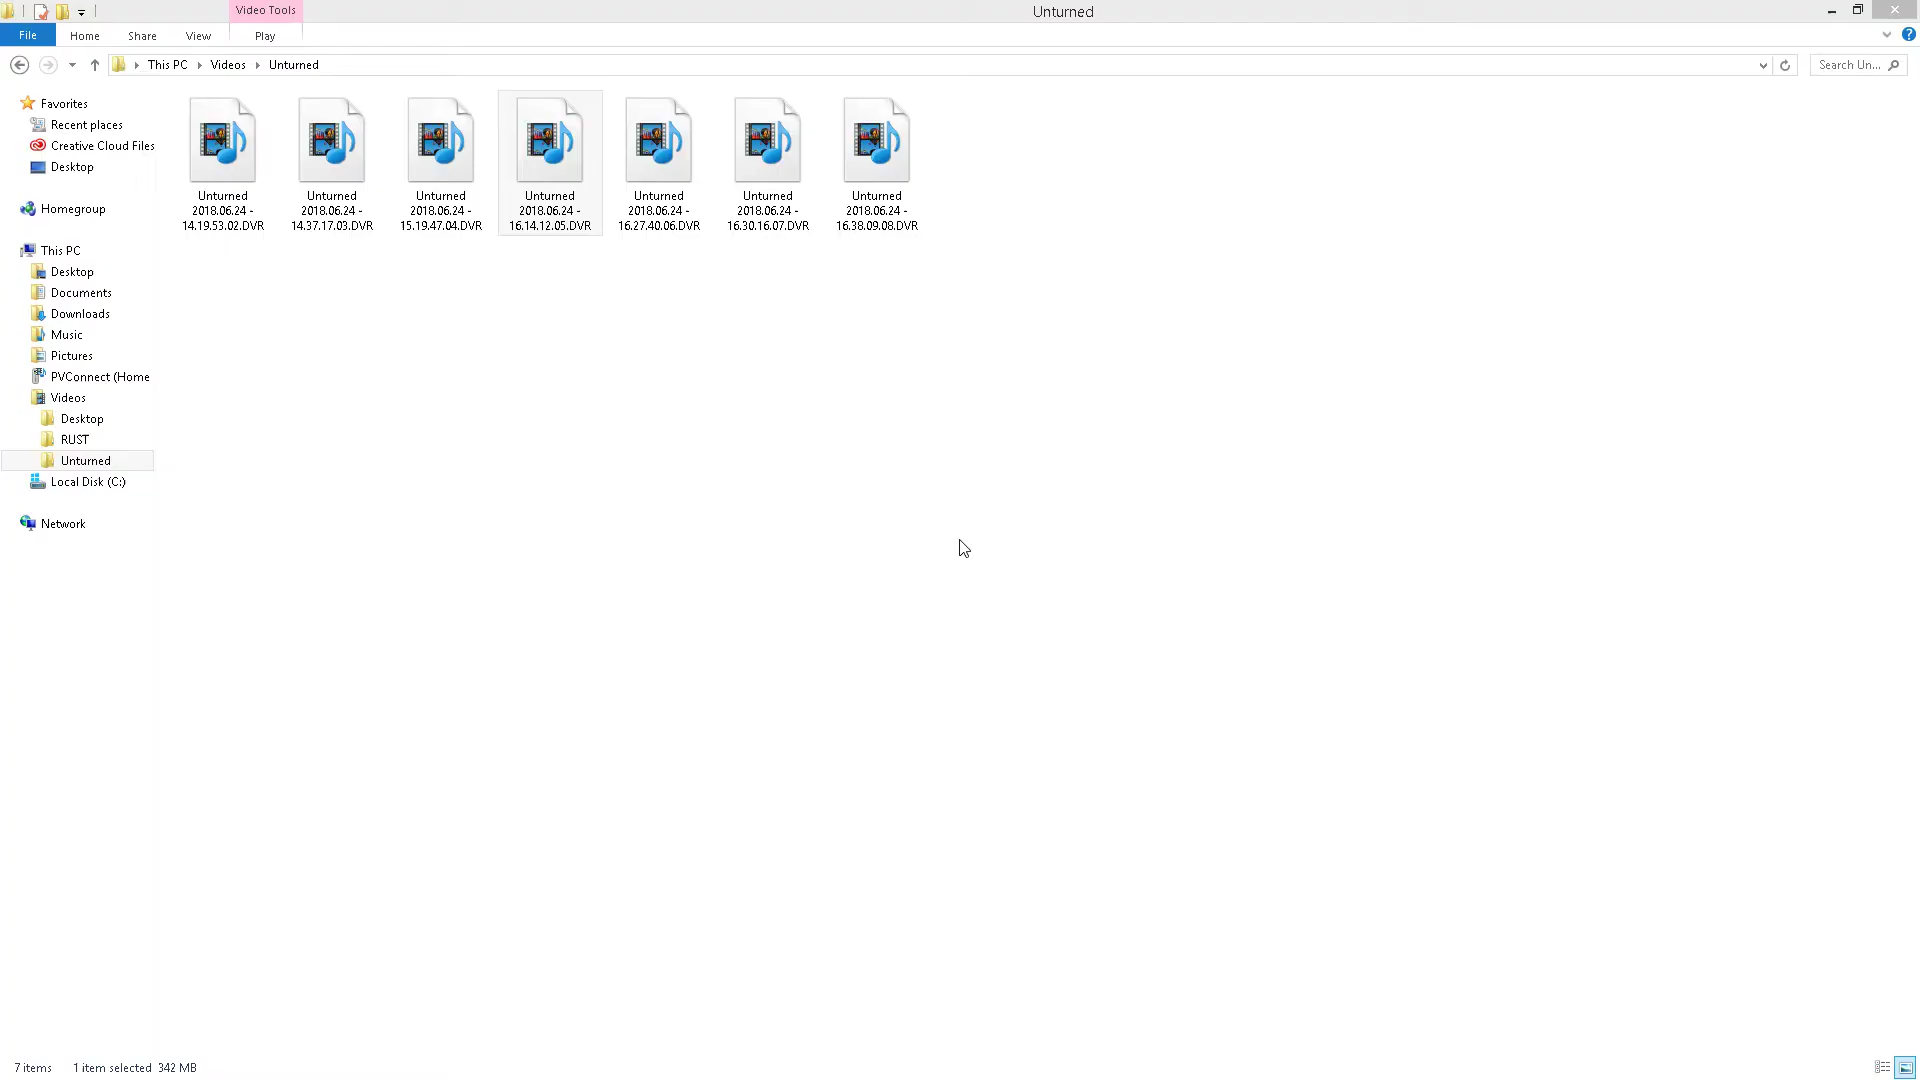 Video Tools
Unturned
File
Home
Share
View
Play
This PC
Videos
Unturned
Search Un...
Favorites
Recent places
Creative Cloud Files
Desktop
Homegroup
This PC
Desktop
Documents
Downloads
Music
Pictures
PVConnect (Home
Videos
Desktop
RUST
Unturned
Local Disk (C:)
Network
Unturned
2018.06.24 -
14.19.53.02.DVR
Unturned
2018.06.24 -
14.37.17.03.DVR
Unturned
2018.06.24 -
15.19.47.04.DVR
Unturned
2018.06.24 -
16.14.12.05.DVR
Unturned
2018.06.24 -
16.27.40.06.DVR
Unturned
2018.06.24 -
16.30.16.07.DVR
Unturned
2018.06.24 -
16.38.09.08.DVR
7 items
1 item selected 342 MB